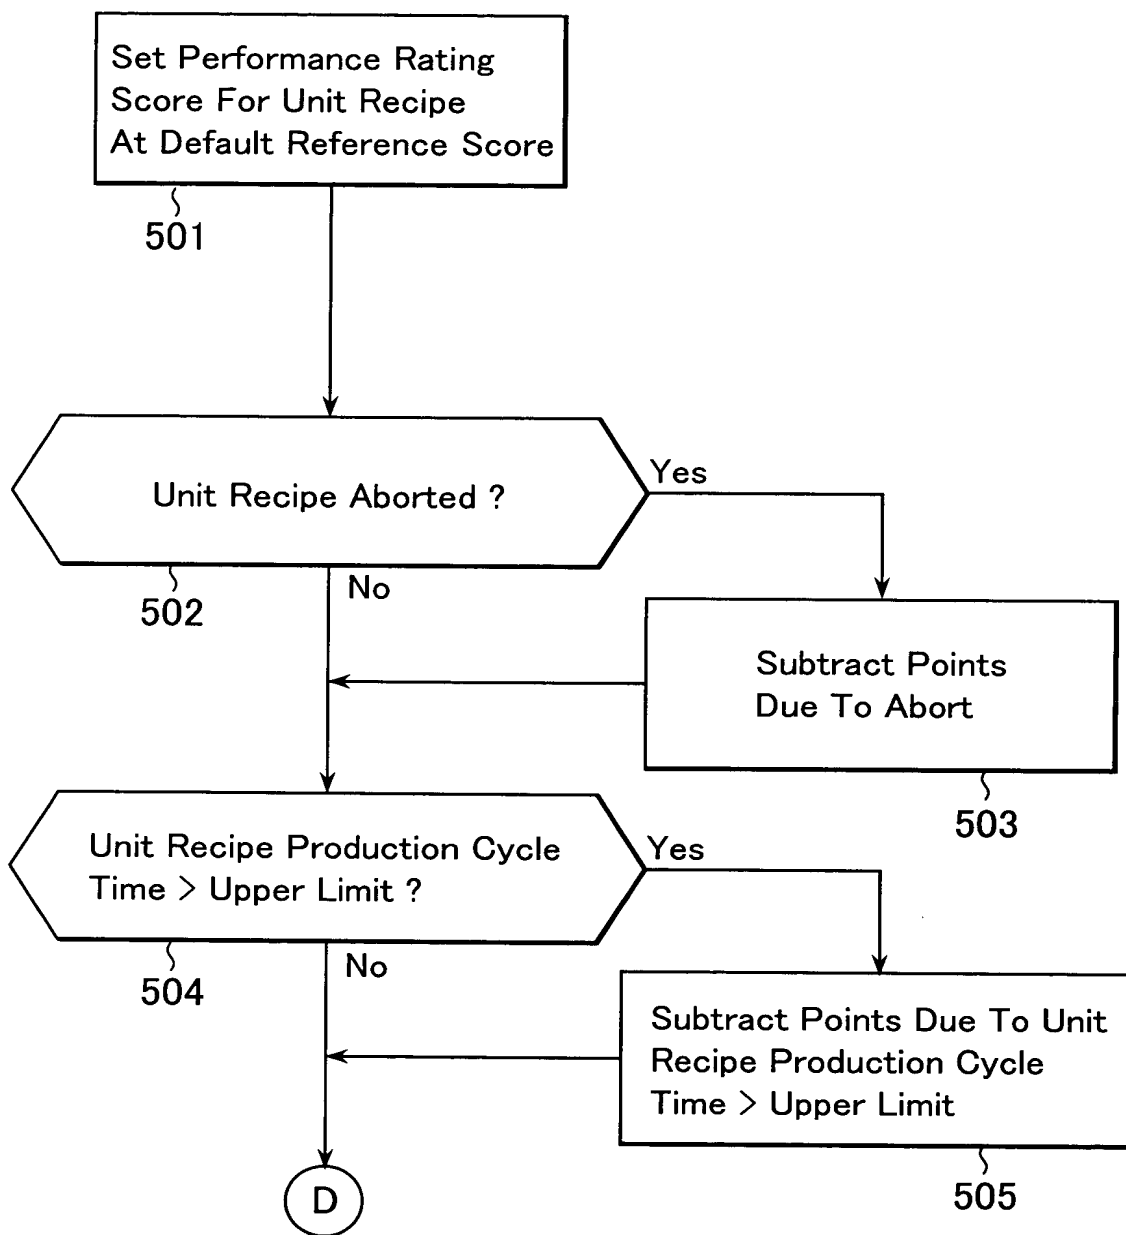 Set Performance Rating
Score For Unit Recipe
At Default Reference Score
501
Unit Recipe Aborted ?
Yes
502
No
Subtract Points
Due To Abort
503
Unit Recipe Production Cycle
Time > Upper Limit ?
Yes
504
No
Subtract Points Due To Unit
Recipe Production Cycle
Time > Upper Limit
505
D